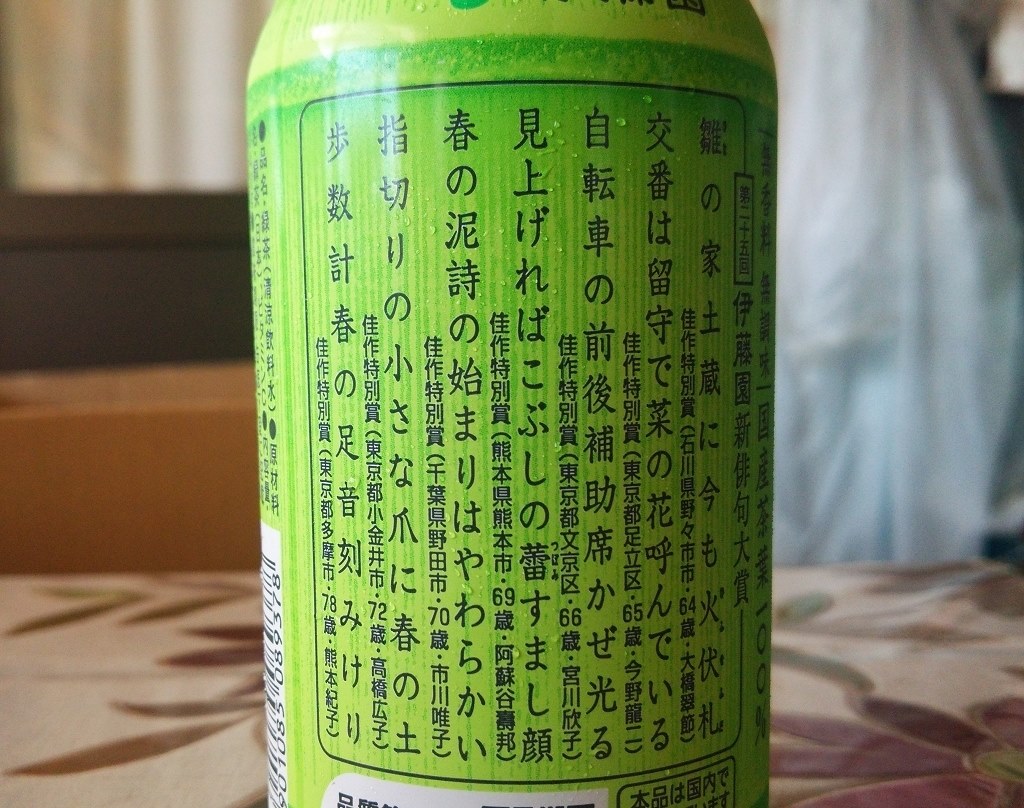 無香料 無調味 国産茶葉一〇〇%
第二十五回 伊藤園新俳句大賞
雛の家土蔵に今も火伏札
佳作特別賞(石川県野々市市・64歳・大橋翠節)
交番は留守で菜の花呼んでいる
佳作特別賞(東京都足立区・65歳・今野龍二)
自転車の前後補助席かぜ光る
佳作特別賞(東京都文京区・66歳・宮川欣子)
見上げればこぶしの蕾すまし顔
つぼみ
佳作特別賞(熊本県熊本市・69歳・阿蘇谷壽邦)
春の泥詩の始まりはやわらかい
佳作特別賞(千葉県野田市・70歳・市川唯子)
指切りの小さな爪に春の土
佳作特別賞(東京都小金井市・72歳・高橋広子)
歩数計春の足音刻みけり
佳作特別賞(東京都多摩市・78歳・熊本紀子)
●品名:緑茶(清涼飲料水)●原材料
名:緑茶
本品は国内で